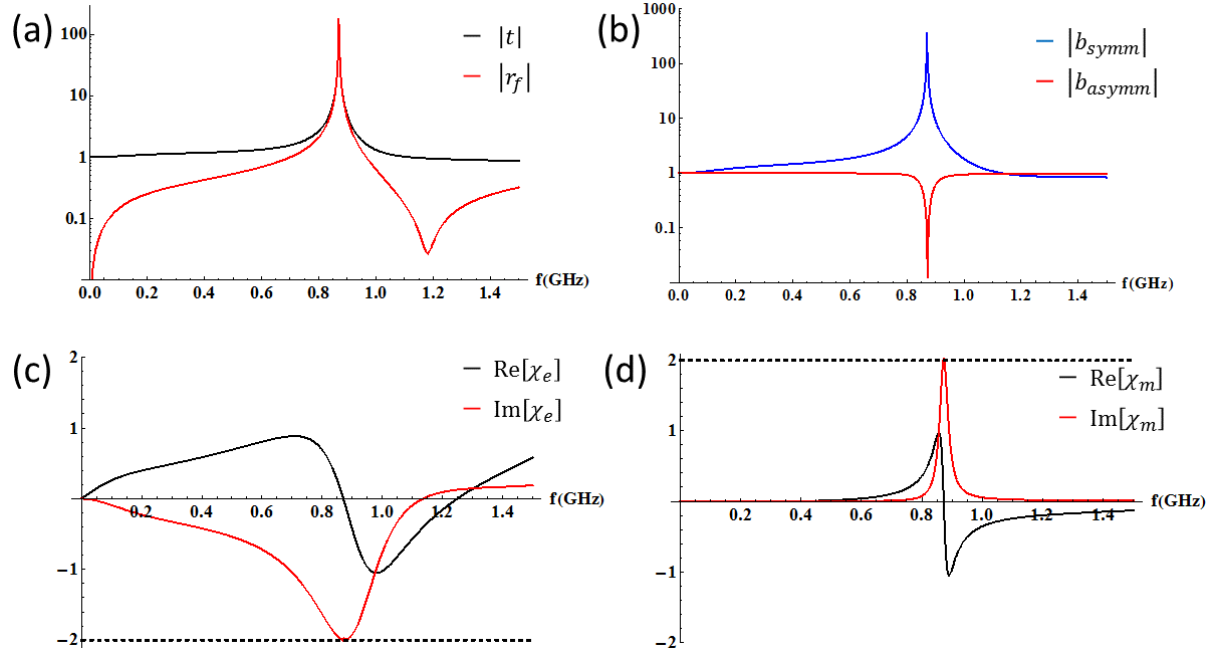 (a)
|t|
|r_f|
100
10
1
0.1
0.0 0.2 0.4 0.6 0.8 1.0 1.2 1.4
f(GHz)
(b)
|b_symm|
|b_asymm|
1000
100
10
1
0.1
0.0 0.2 0.4 0.6 0.8 1.0 1.2 1.4
f(GHz)
(c)
Re[χ_e]
Im[χ_e]
2
1
0
−1
−2
0.2 0.4 0.6 0.8 1.0 1.2 1.4
f(GHz)
(d)
Re[χ_m]
Im[χ_m]
2
1
−1
−2
0.2 0.4 0.6 0.8 1.0 1.2 1.4
f(GHz)